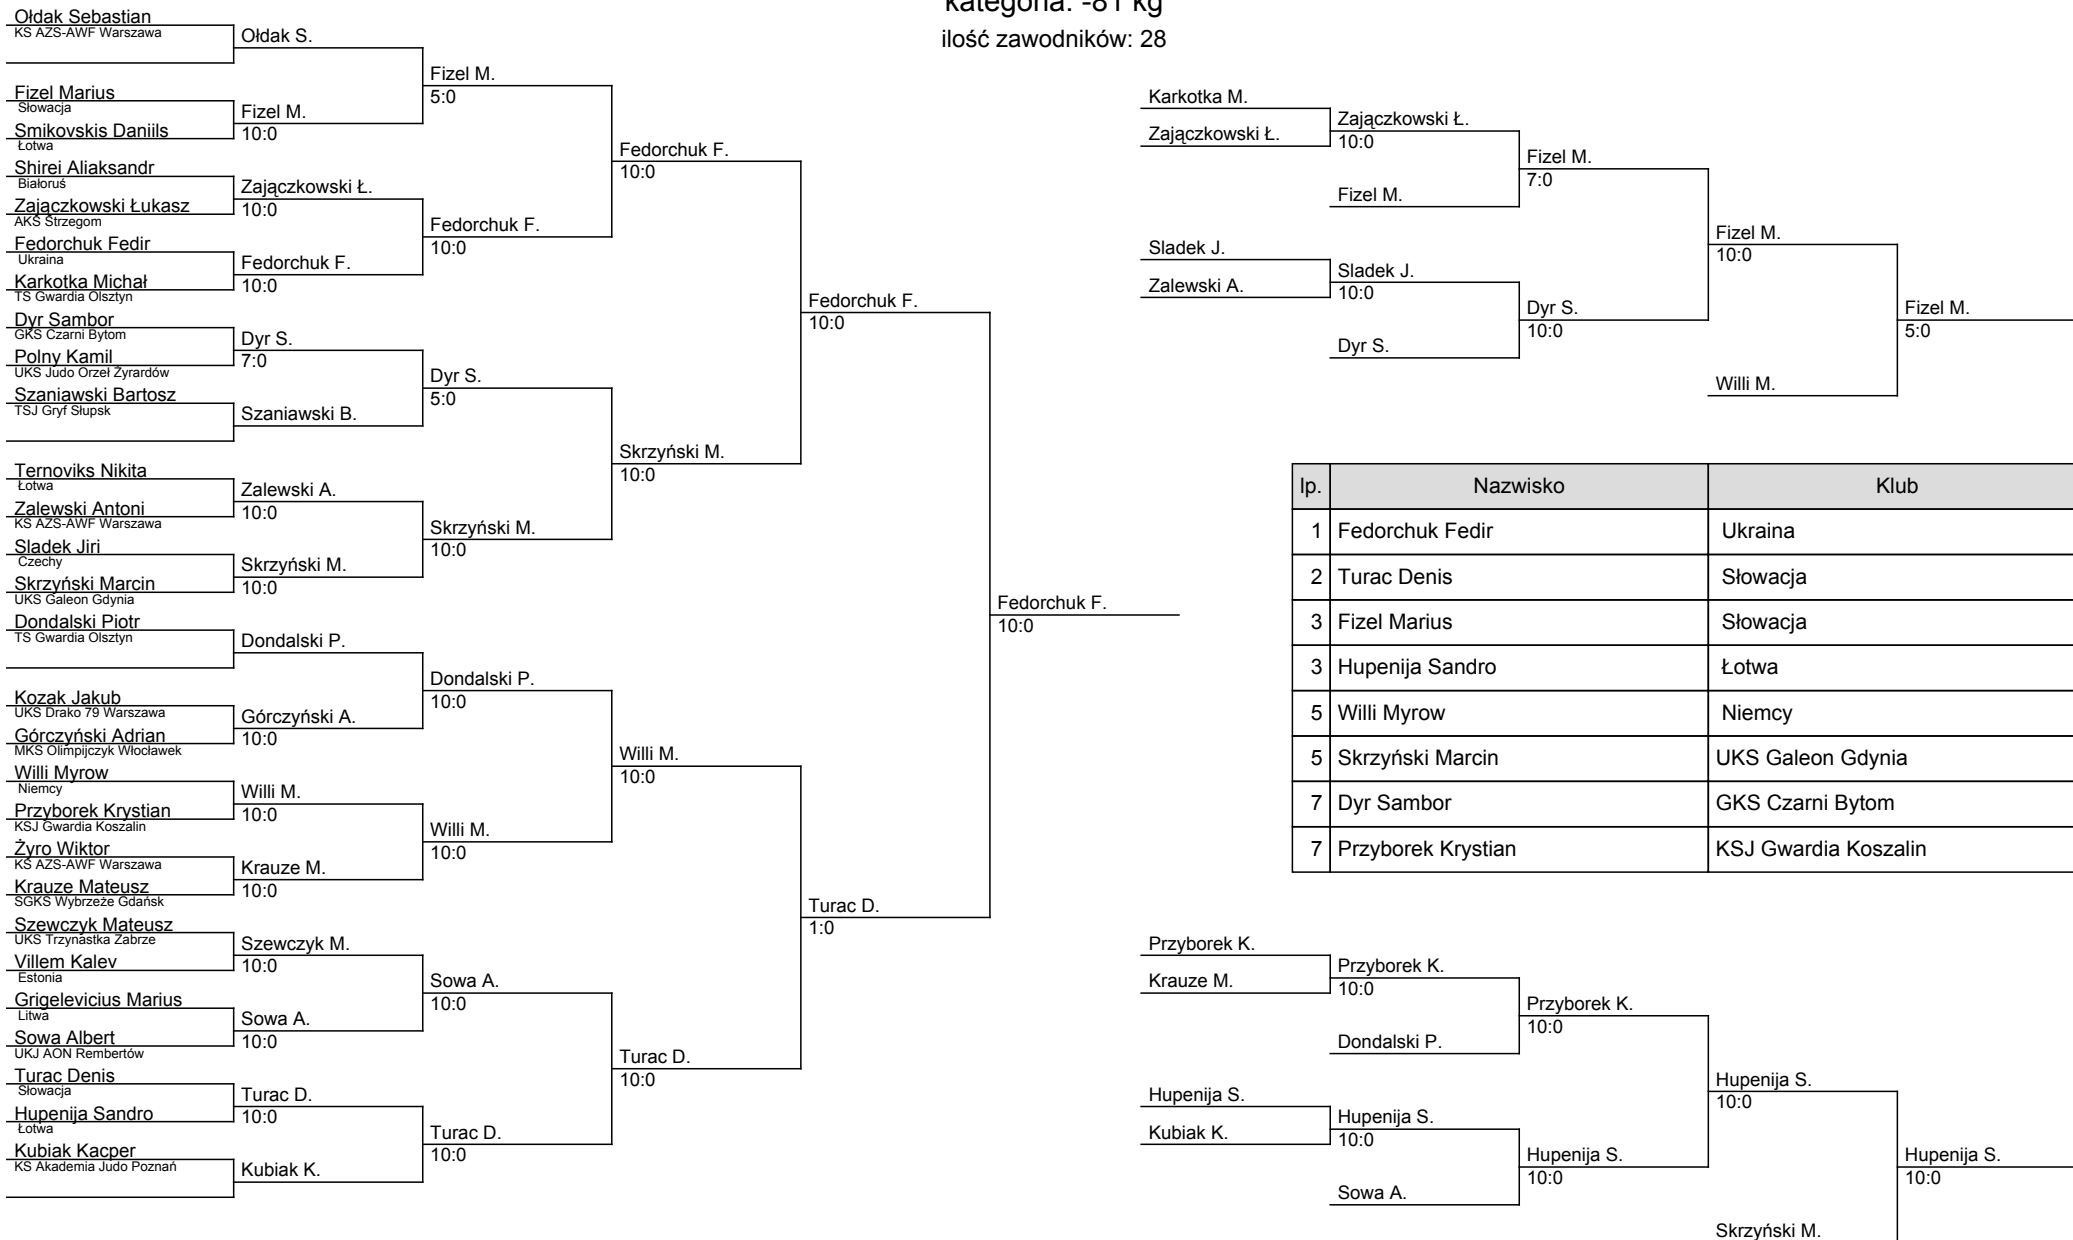 kategoria: -81 kg
ilość zawodników: 28
Ołdak Sebastian
KS AZS-AWF Warszawa
Fizel Marius
Słowacja
Smikovskis Daniils
Łotwa
Shirei Aliaksandr
Białoruś
Zajączkowski Łukasz
AKS Strzegom
Fedorchuk Fedir
Ukraina
Karkotka Michał
TS Gwardia Olsztyn
Dyr Sambor
GKS Czarni Bytom
Polny Kamil
UKS Judo Orzeł Żyrardów
Szaniawski Bartosz
TSJ Gryf Słupsk
Ternoviks Nikita
Łotwa
Zalewski Antoni
KS AZS-AWF Warszawa
Sladek Jiri
Czechy
Skrzyński Marcin
UKS Galeon Gdynia
Dondalski Piotr
TS Gwardia Olsztyn
Kozak Jakub
UKS Drako 79 Warszawa
Górczyński Adrian
MKS Olimpijczyk Włocławek
Willi Myrow
Niemcy
Przyborek Krystian
KSJ Gwardia Koszalin
Żyro Wiktor
KS AZS-AWF Warszawa
Krauze Mateusz
SGKS Wybrzeże Gdańsk
Szewczyk Mateusz
UKS Trzynastka Zabrze
Villem Kalev
Estonia
Grigelevicius Marius
Litwa
Sowa Albert
UKJ AON Rembertów
Turac Denis
Słowacja
Hupenija Sandro
Łotwa
Kubiak Kacper
KS Akademia Judo Poznań
Ołdak S.
Fizel M.
10:0
Zajączkowski Ł.
10:0
Fedorchuk F.
10:0
Dyr S.
7:0
Szaniawski B.
Zalewski A.
10:0
Skrzyński M.
10:0
Dondalski P.
Górczyński A.
10:0
Willi M.
10:0
Krauze M.
10:0
Szewczyk M.
10:0
Sowa A.
10:0
Turac D.
10:0
Kubiak K.
Fizel M.
5:0
Fedorchuk F.
10:0
Dyr S.
5:0
Skrzyński M.
10:0
Dondalski P.
10:0
Willi M.
10:0
Sowa A.
10:0
Turac D.
10:0
Fedorchuk F.
10:0
Skrzyński M.
10:0
Willi M.
10:0
Turac D.
10:0
Fedorchuk F.
10:0
Turac D.
1:0
Fedorchuk F.
10:0
Karkotka M.
Zajączkowski Ł.
Sladek J.
Zalewski A.
Zajączkowski Ł.
10:0
Fizel M.
Sladek J.
10:0
Dyr S.
Fizel M.
7:0
Dyr S.
10:0
Fizel M.
10:0
Willi M.
Fizel M.
5:0
lp. Nazwisko Klub
1 Fedorchuk Fedir Ukraina
2 Turac Denis Słowacja
3 Fizel Marius Słowacja
3 Hupenija Sandro Łotwa
5 Willi Myrow Niemcy
5 Skrzyński Marcin UKS Galeon Gdynia
7 Dyr Sambor GKS Czarni Bytom
7 Przyborek Krystian KSJ Gwardia Koszalin
Przyborek K.
Krauze M.
Hupenija S.
Kubiak K.
Przyborek K.
10:0
Dondalski P.
Hupenija S.
10:0
Sowa A.
Przyborek K.
10:0
Hupenija S.
10:0
Hupenija S.
10:0
Skrzyński M.
Hupenija S.
10:0